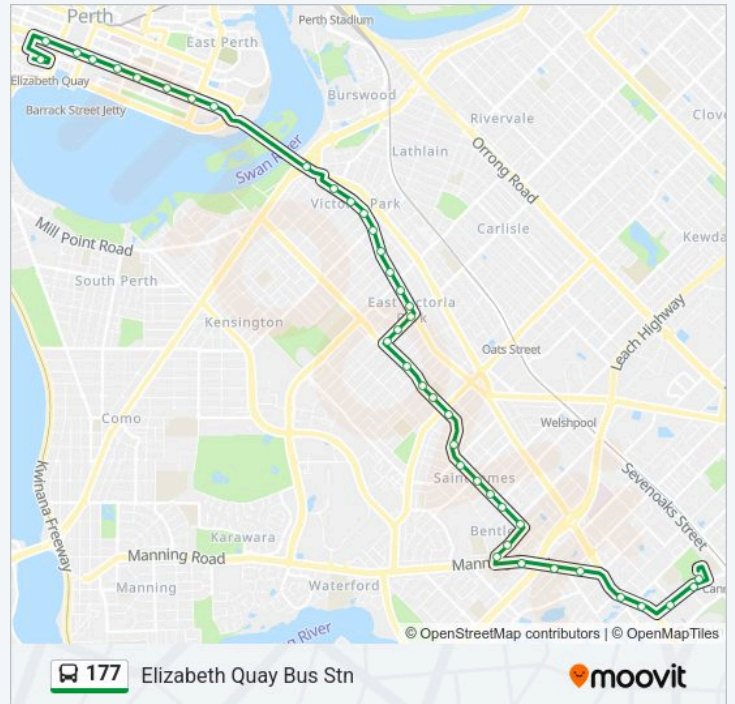 Perth
Perth Stadium
East Perth
Elizabeth Quay
Burswood
Barrack Street Jetty
Rivervale
Clov
Swan River
Lathlain
Orrong Road
Victoria Park
Mill Point Road
Carlisle
Kewda
South Perth
East Victoria
Park
Kensington
Leach Highway
Oats Street
Como
Welshpool
Kwinana Freeway
Saint James
Sevenoaks Street
Bentle
Karawara
Manning Road
Mann
Cann
Manning
Waterford
n River
© OpenStreetMap contributors | © OpenMapTiles
177 Elizabeth Quay Bus Stn
moovit